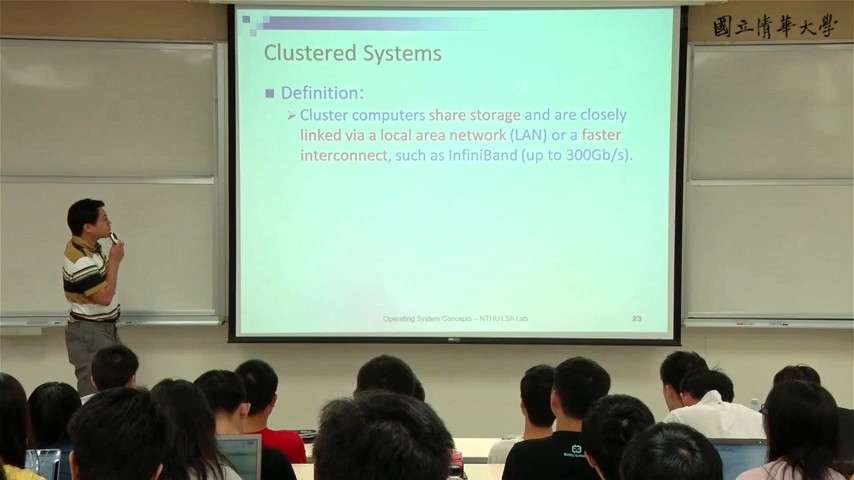 國立清華大學
Clustered Systems
Definition:
Cluster computers share storage and are closely
linked via a local area network (LAN) or a faster
interconnect, such as InfiniBand (up to 300Gb/s).
Operating System Concepts – NTHU LSA Lab
23